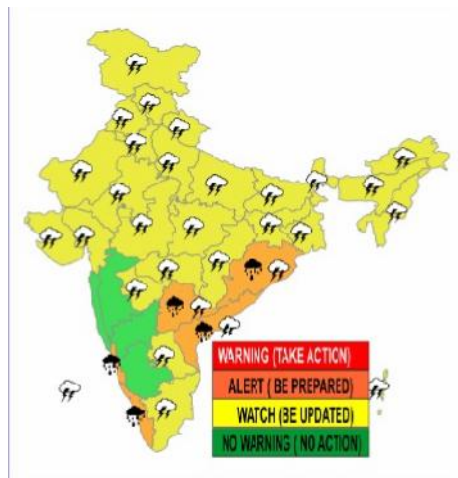 WARNING (TAKE ACTION)
ALERT ( BE PREPARED)
WATCH (BE UPDATED)
NO WARNING ( NO ACTION)